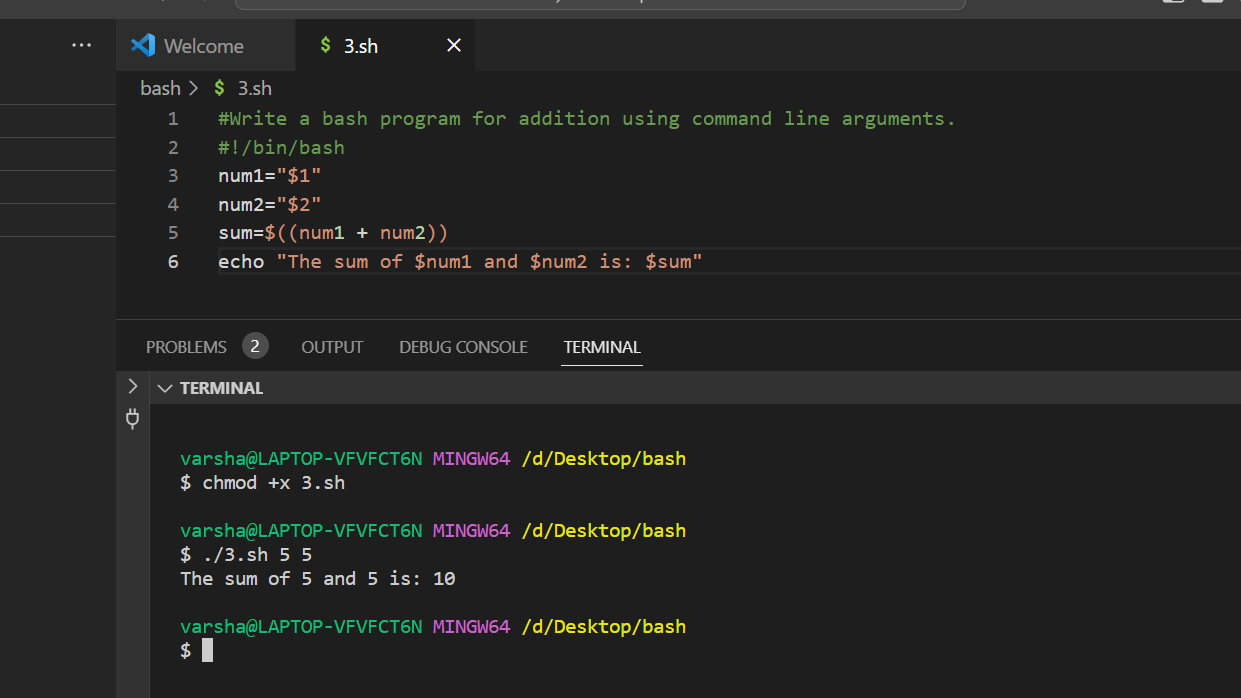 Welcome
$ 3.sh
bash > $ 3.sh
1 #Write a bash program for addition using command line arguments.
2 #!/bin/bash
3 num1="$1"
4 num2="$2"
5 sum=$((num1 + num2))
6 echo "The sum of $num1 and $num2 is: $sum"
PROBLEMS 2 OUTPUT DEBUG CONSOLE TERMINAL
TERMINAL
varsha@LAPTOP-VFVFCT6N MINGW64 /d/Desktop/bash
$ chmod +x 3.sh
varsha@LAPTOP-VFVFCT6N MINGW64 /d/Desktop/bash
$ ./3.sh 5 5
The sum of 5 and 5 is: 10
varsha@LAPTOP-VFVFCT6N MINGW64 /d/Desktop/bash
$